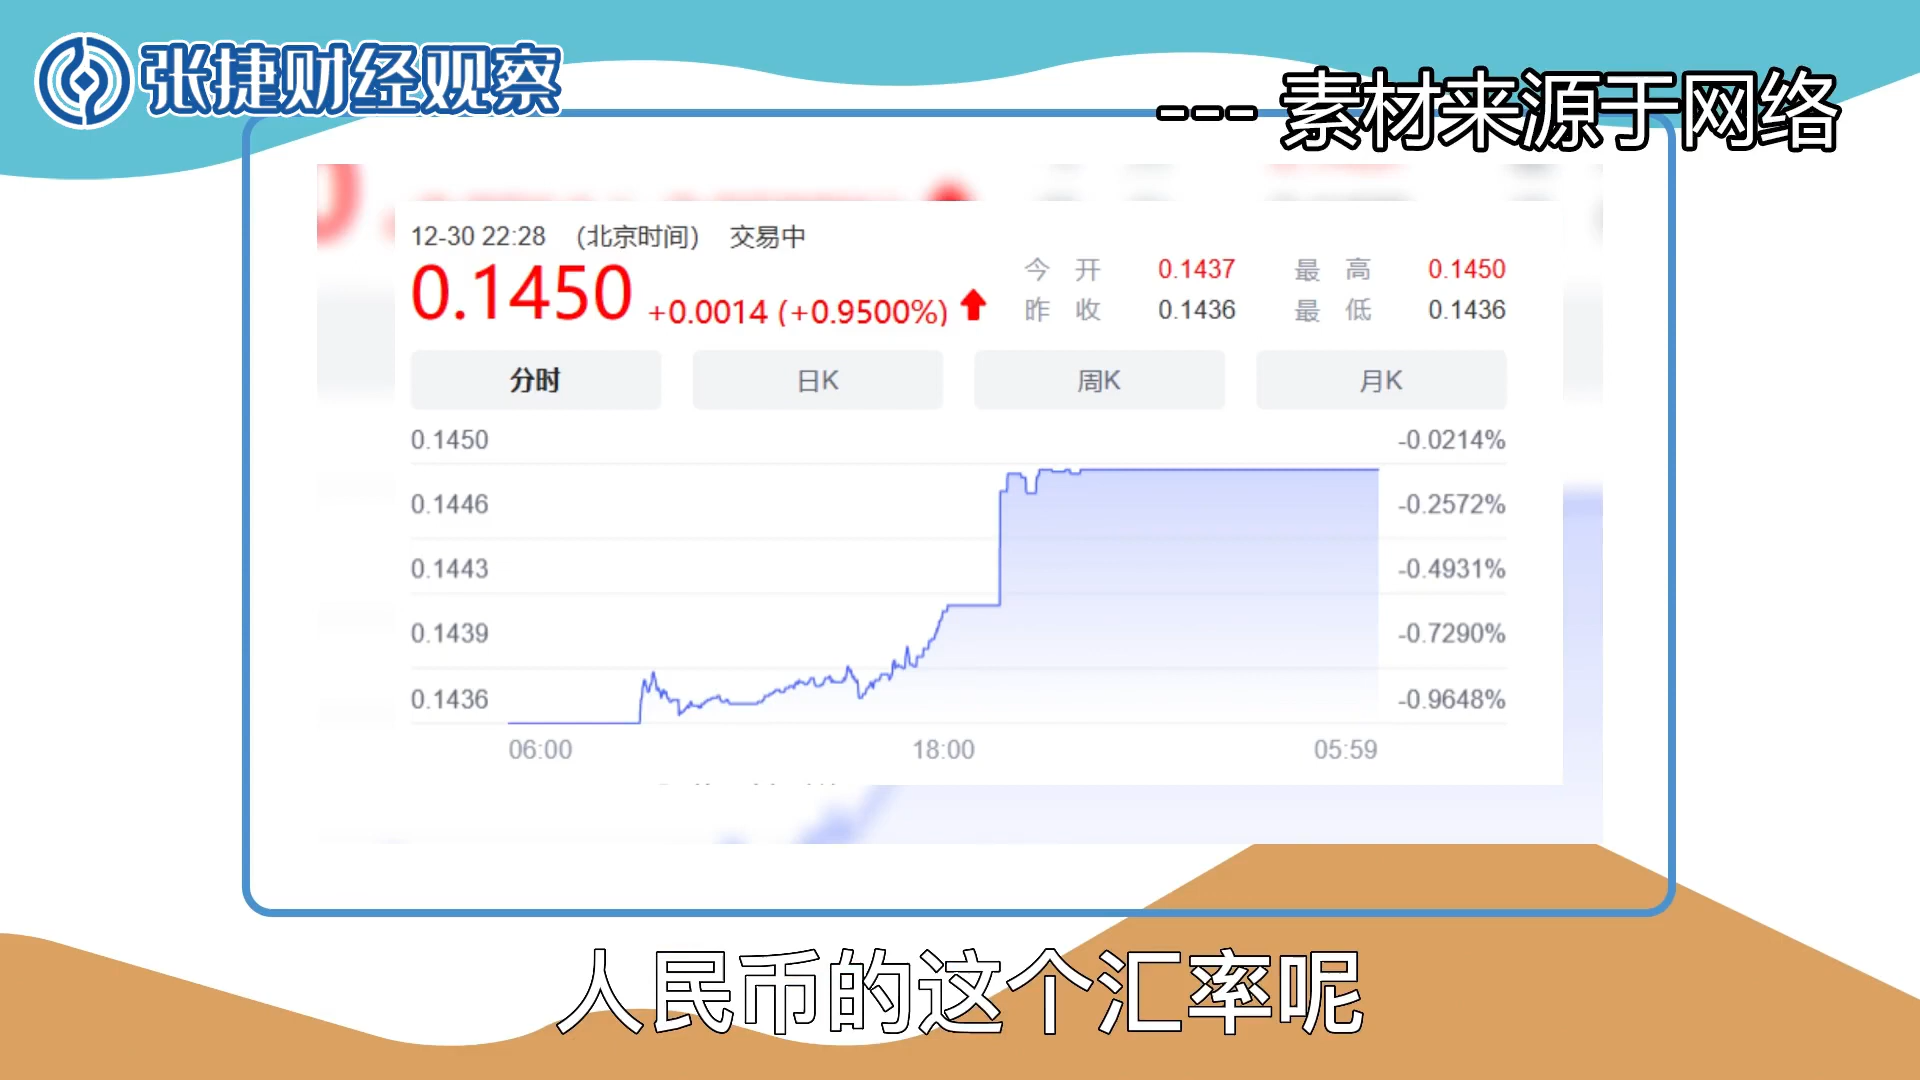 张捷财经观察
--- 素材来源于网络
12-30 22:28 (北京时间) 交易中
0.1450 +0.0014 (+0.9500%)
今 开 0.1437 最 高 0.1450
昨 收 0.1436 最 低 0.1436
分时 日K 周K 月K
0.1450 -0.0214%
0.1446 -0.2572%
0.1443 -0.4931%
0.1439 -0.7290%
0.1436 -0.9648%
06:00 18:00 05:59
人民币的这个汇率呢